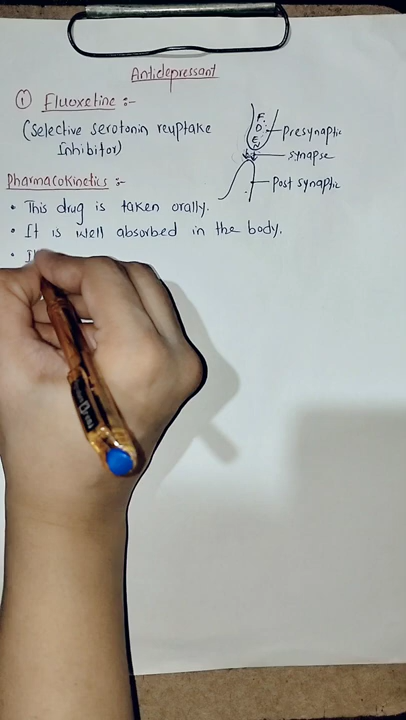 Antidepressant
① Fluoxetine :-
(Selective serotonin reuptake
Inhibitor)
Presynaptic
synapse
Post synaptic
Pharmacokinetics :-
• This drug is taken orally.
• It is well absorbed in the body.